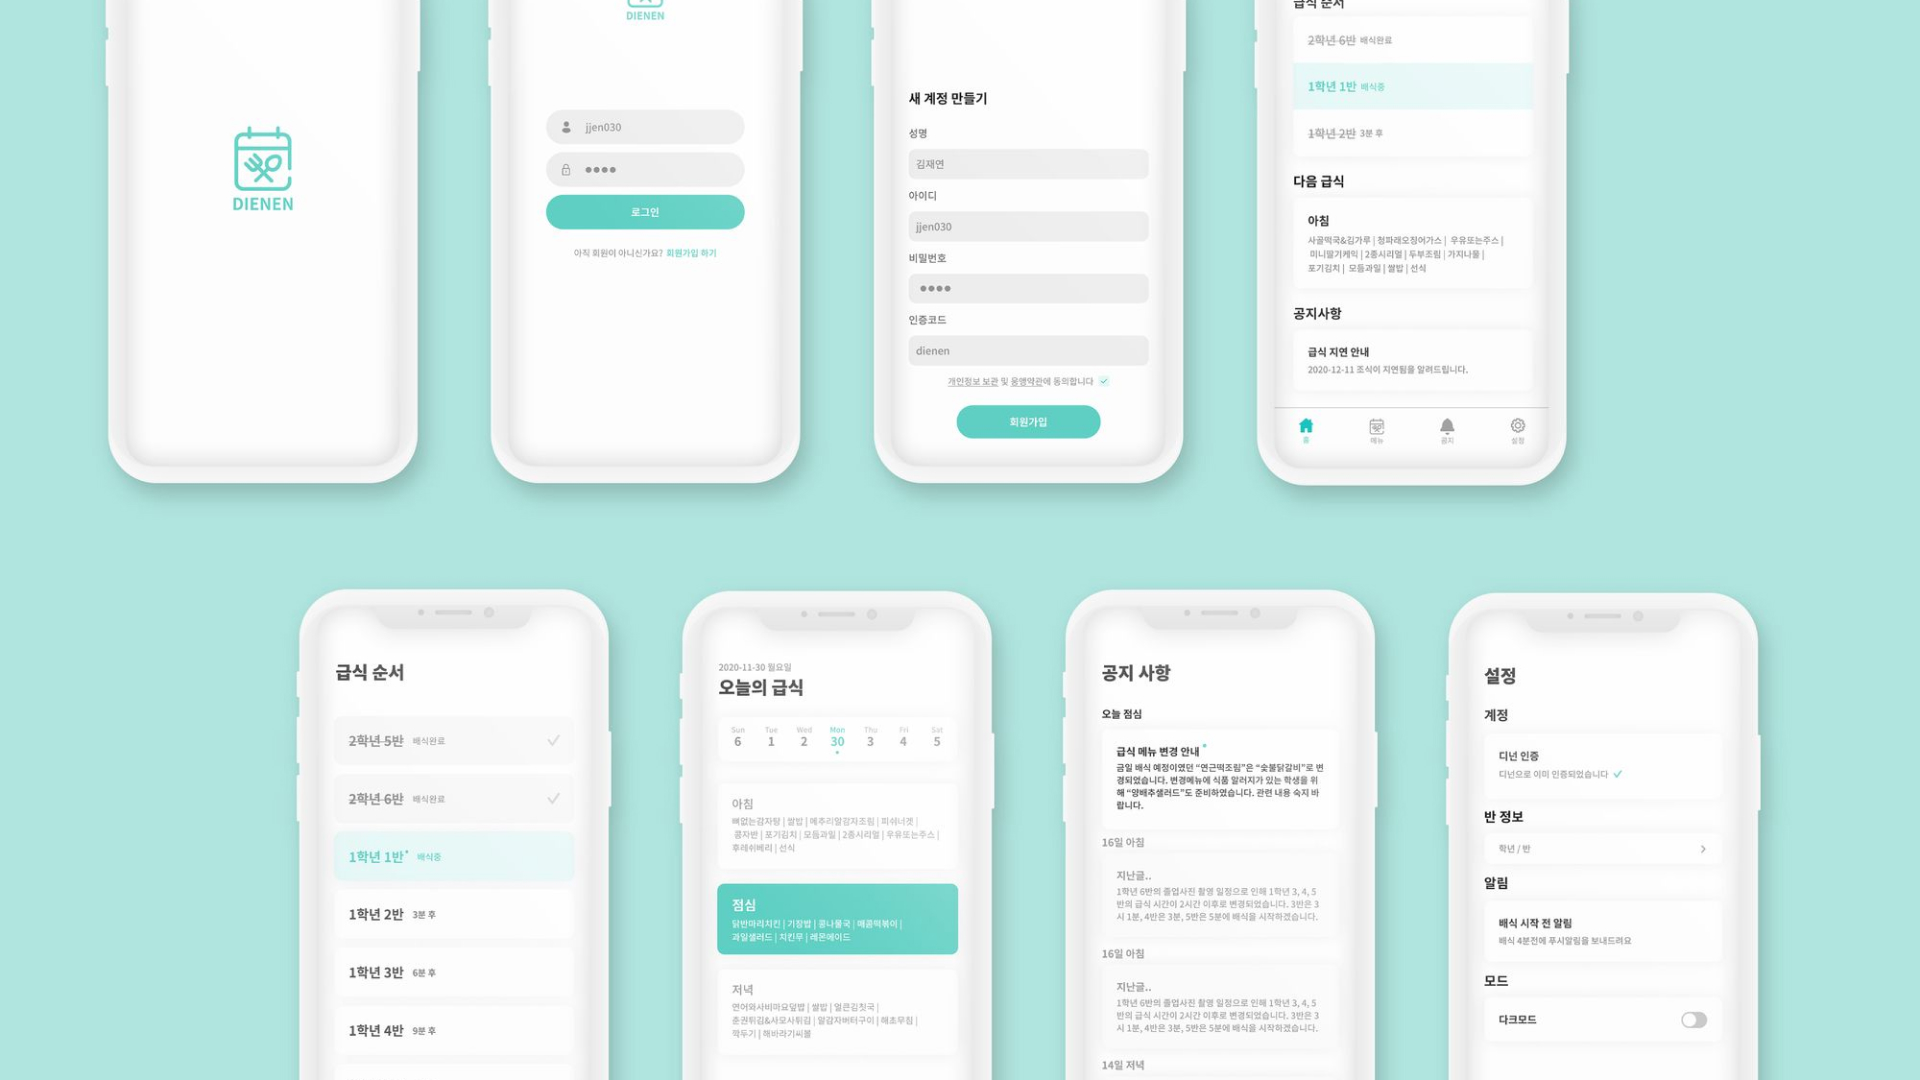 DIENEN
DIENEN
jjen030
●●●●
로그인
아직 회원이 아니신가요? 회원가입 하기
새 계정 만들기
성명
김재연
아이디
jjen030
비밀번호
●●●●
인증코드
dienen
개인정보 보관 및 응행약관에 동의합니다
회원가입
급식 순서
2학년 6반 배식완료
1학년 1반 배식중
1학년 2반 3분 후
다음 급식
아침
사골떡국&김가루 | 청파래오징어가스 | 우유또는주스 |
미니딸기케익 | 2종시리얼 | 두부조림 | 가지나물 |
포기김치 | 모듬과일 | 쌀밥 | 선식
공지사항
급식 지연 안내
2020-12-11 조식이 지연됨을 알려드립니다.
홈
메뉴
공지
설정
급식 순서
2학년 5반 배식완료
2학년 6반 배식완료
1학년 1반 배식중
1학년 2반 3분 후
1학년 3반 6분 후
1학년 4반 9분 후
2020-11-30 월요일
오늘의 급식
Sun Tue Wed Mon Thu Fri Sat
6 1 2 30 3 4 5
아침
뼈없는감자탕 | 쌀밥 | 메추리알감자조림 | 피쉬너겟 |
콩자반 | 포기김치 | 모듬과일 | 2종시리얼 | 우유또는주스 |
후레쉬베리 | 선식
점심
닭반마리치킨 | 기장밥 | 콩나물국 | 매콤떡볶이 |
과일샐러드 | 치킨무 | 레몬에이드
저녁
연어와사비마요덮밥 | 쌀밥 | 얼큰김칫국 |
춘권튀김&사모사튀김 | 알감자버터구이 | 해초무침 |
깍두기 | 해바라기씨볼
공지 사항
오늘 점심
급식 메뉴 변경 안내
금일 배식 예정이였던 “연근떡조림”은 “숯불닭갈비”로 변
경되었습니다. 변경메뉴에 식품 알러지가 있는 학생을 위
해 “양배추샐러드”도 준비하였습니다. 관련 내용 숙지 바
랍니다.
16일 아침
지난글..
1학년 6반의 졸업사진 촬영 일정으로 인해 1학년 3, 4, 5
반의 급식 시간이 2시간 이후로 변경되었습니다. 3반은 3
시 1분, 4반은 3분, 5반은 5분에 배식을 시작하겠습니다.
16일 아침
지난글..
1학년 6반의 졸업사진 촬영 일정으로 인해 1학년 3, 4, 5
반의 급식 시간이 2시간 이후로 변경되었습니다. 3반은 3
시 1분, 4반은 3분, 5반은 5분에 배식을 시작하겠습니다.
14일 저녁
설정
계정
디넌 인증
디넌으로 이미 인증되었습니다
반 정보
학년 / 반
알림
배식 시작 전 알림
배식 4분전에 푸시알림을 보내드려요
모드
다크모드